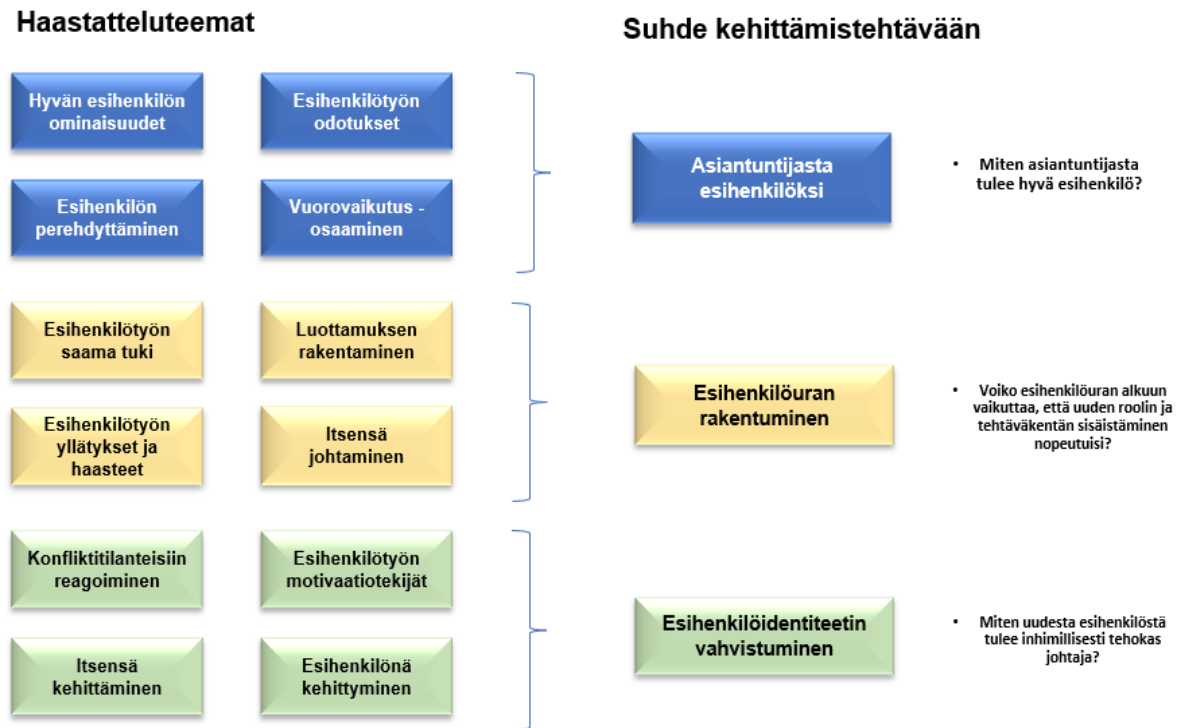 Haastatteluteemat
Suhde kehittämistehtävään
Hyvän esihenkilön
ominaisuudet
Esihenkilötyön
odotukset
Esihenkilön
perehdyttäminen
Vuorovaikutus -
osaaminen
Asiantuntijasta
esihenkilöksi
• Miten asiantuntijasta
tulee hyvä esihenkilö?
Esihenkilötyön
saama tuki
Luottamuksen
rakentaminen
Esihenkilötyön
yllätykset ja
haasteet
Itsensä
johtaminen
Esihenkilöuran
rakentuminen
• Voiko esihenkilöuran alkuun
vaikuttaa, että uuden roolin ja
tehtäväkentän sisäistäminen
nopeutuisi?
Konfliktitilanteisiin
reagoiminen
Esihenkilötyön
motivaatiotekijät
Itsensä
kehittäminen
Esihenkilönä
kehittyminen
Esihenkilöidentiteetin
vahvistuminen
• Miten uudesta esihenkilöstä
tulee inhimillisesti tehokas
johtaja?